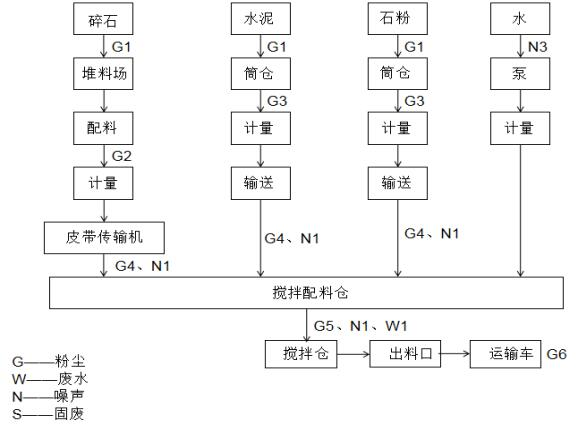 碎石 水泥 石粉 水
G1 G1 G1 N3
堆料场 筒仓 筒仓 泵
G3 G3
配料 计量 计量 计量
G2
计量 输送 输送
皮带传输机
G4、N1 G4、N1 G4、N1
搅拌配料仓
G5、N1、W1
搅拌仓 出料口 运输车 G6
G——粉尘
W——废水
N——噪声
S——固废